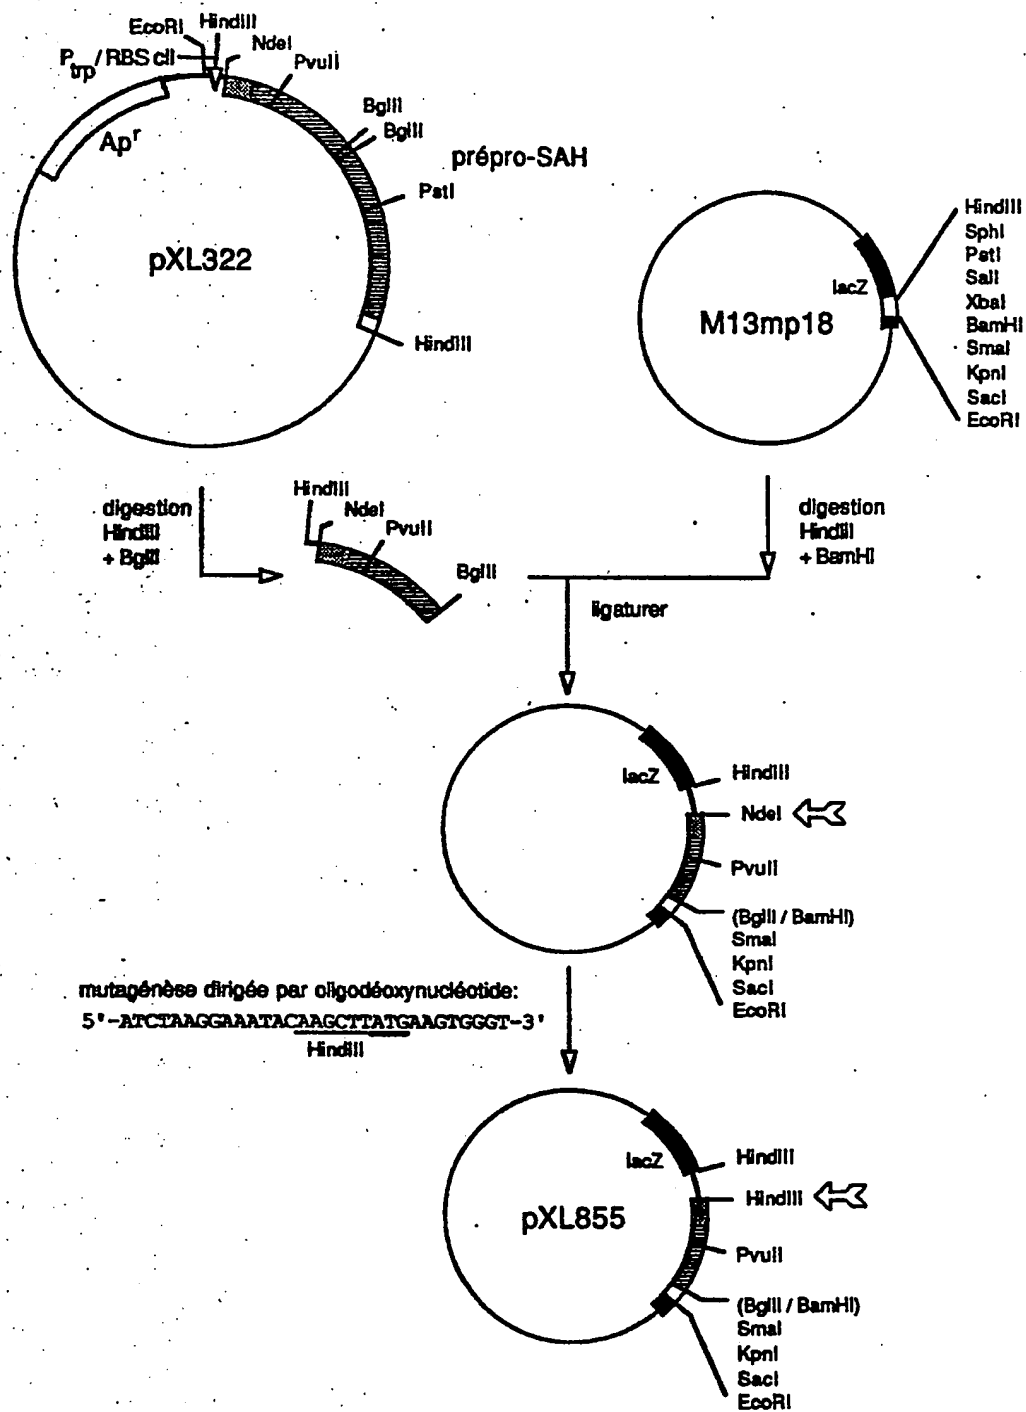 EcoRI
HindIII
P trp / RBS cII
NdeI
PvuII
BglII
BglII
Ap r
prépro-SAH
PstI
pXL322
HindIII
HindIII
SphI
PstI
SalI
XbaI
BamHI
SmaI
KpnI
SacI
EcoRI
lacZ
M13mp18
digestion
HindIII
+ BglII
HindIII
NdeI
PvuII
BglII
digestion
HindIII
+ BamHI
ligaturer
lacZ
HindIII
NdeI
PvuII
(BglII / BamHI)
SmaI
KpnI
SacI
EcoRI
mutagénèse dirigée par oligodéoxynucléotide:
5'-ATCTAAGGAAATACAAGCTTATGAAGTGGGT-3'
HindIII
lacZ
HindIII
HindIII
pXL855
PvuII
(BglII / BamHI)
SmaI
KpnI
SacI
EcoRI